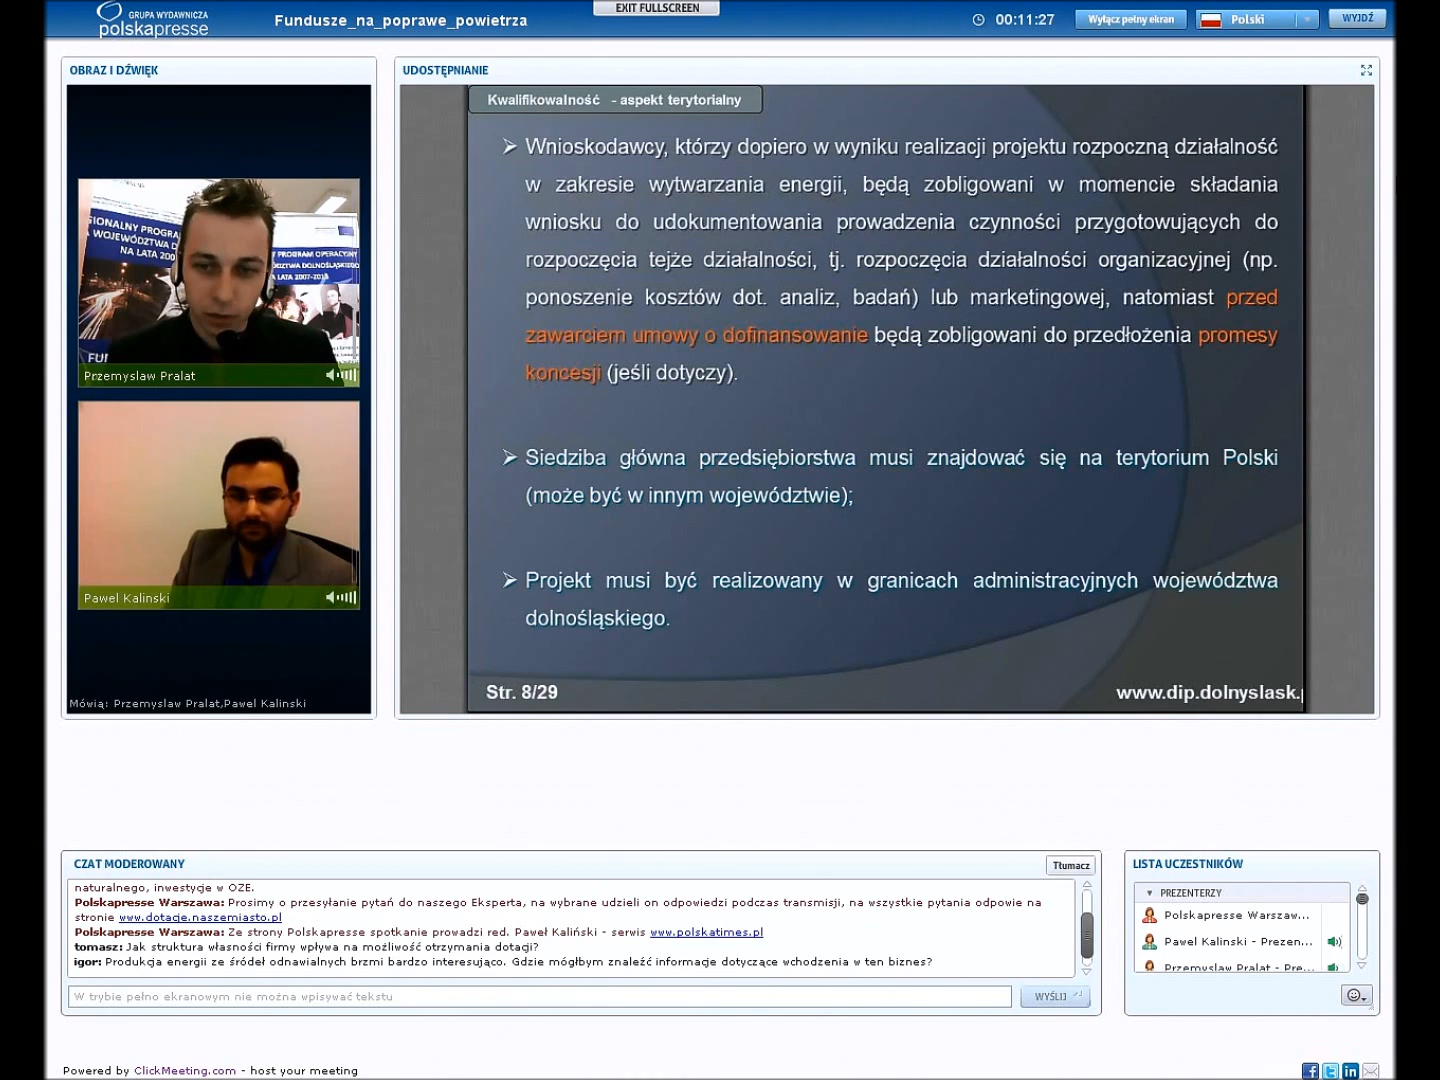 EXIT FULLSCREEN
GRUPA WYDAWNICZA
polskapresse
Fundusze_na_poprawe_powietrza
00:11:27
Wyłącz pełny ekran
Polski
WYJDŹ
OBRAZ I DŹWIĘK
Przemyslaw Pralat
Pawel Kalinski
Mówią: Przemyslaw Pralat,Pawel Kalinski
UDOSTĘPNIANIE
Kwalifikowalność - aspekt terytorialny
Wnioskodawcy, którzy dopiero w wyniku realizacji projektu rozpoczną działalność
w zakresie wytwarzania energii, będą zobligowani w momencie składania
wniosku do udokumentowania prowadzenia czynności przygotowujących do
rozpoczęcia tejże działalności, tj. rozpoczęcia działalności organizacyjnej (np.
ponoszenie kosztów dot. analiz, badań) lub marketingowej, natomiast przed
zawarciem umowy o dofinansowanie będą zobligowani do przedłożenia promesy
koncesji (jeśli dotyczy).
Siedziba główna przedsiębiorstwa musi znajdować się na terytorium Polski
(może być w innym województwie);
Projekt musi być realizowany w granicach administracyjnych województwa
dolnośląskiego.
Str. 8/29
www.dip.dolnyslask.
CZAT MODEROWANY
Tłumacz
naturalnego, inwestycje w OZE.
Polskapresse Warszawa: Prosimy o przesyłanie pytań do naszego Eksperta, na wybrane udzieli on odpowiedzi podczas transmisji, na wszystkie pytania odpowie na
stronie www.dotacje.naszemiasto.pl
Polskapresse Warszawa: Ze strony Polskapresse spotkanie prowadzi red. Paweł Kaliński - serwis www.polskatimes.pl
tomasz: Jak struktura własności firmy wpływa na możliwość otrzymania dotacji?
igor: Produkcja energii ze źródeł odnawialnych brzmi bardzo interesująco. Gdzie mógłbym znaleźć informacje dotyczące wchodzenia w ten biznes?
W trybie pełno ekranowym nie można wpisywać tekstu
WYŚLIJ
LISTA UCZESTNIKÓW
PREZENTERZY
Polskapresse Warszaw...
Pawel Kalinski - Prezen...
Przemyslaw Pralat - Pre...
Powered by ClickMeeting.com - host your meeting